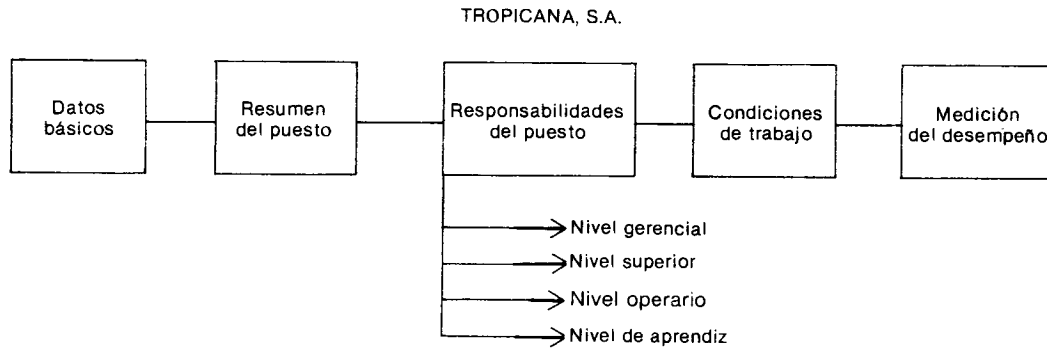 TROPICANA, S.A.
Datos
básicos
Resumen
del puesto
Responsabilidades
del puesto
Condiciones
de trabajo
Medición
del desempeño
Nivel gerencial
Nivel superior
Nivel operario
Nivel de aprendiz